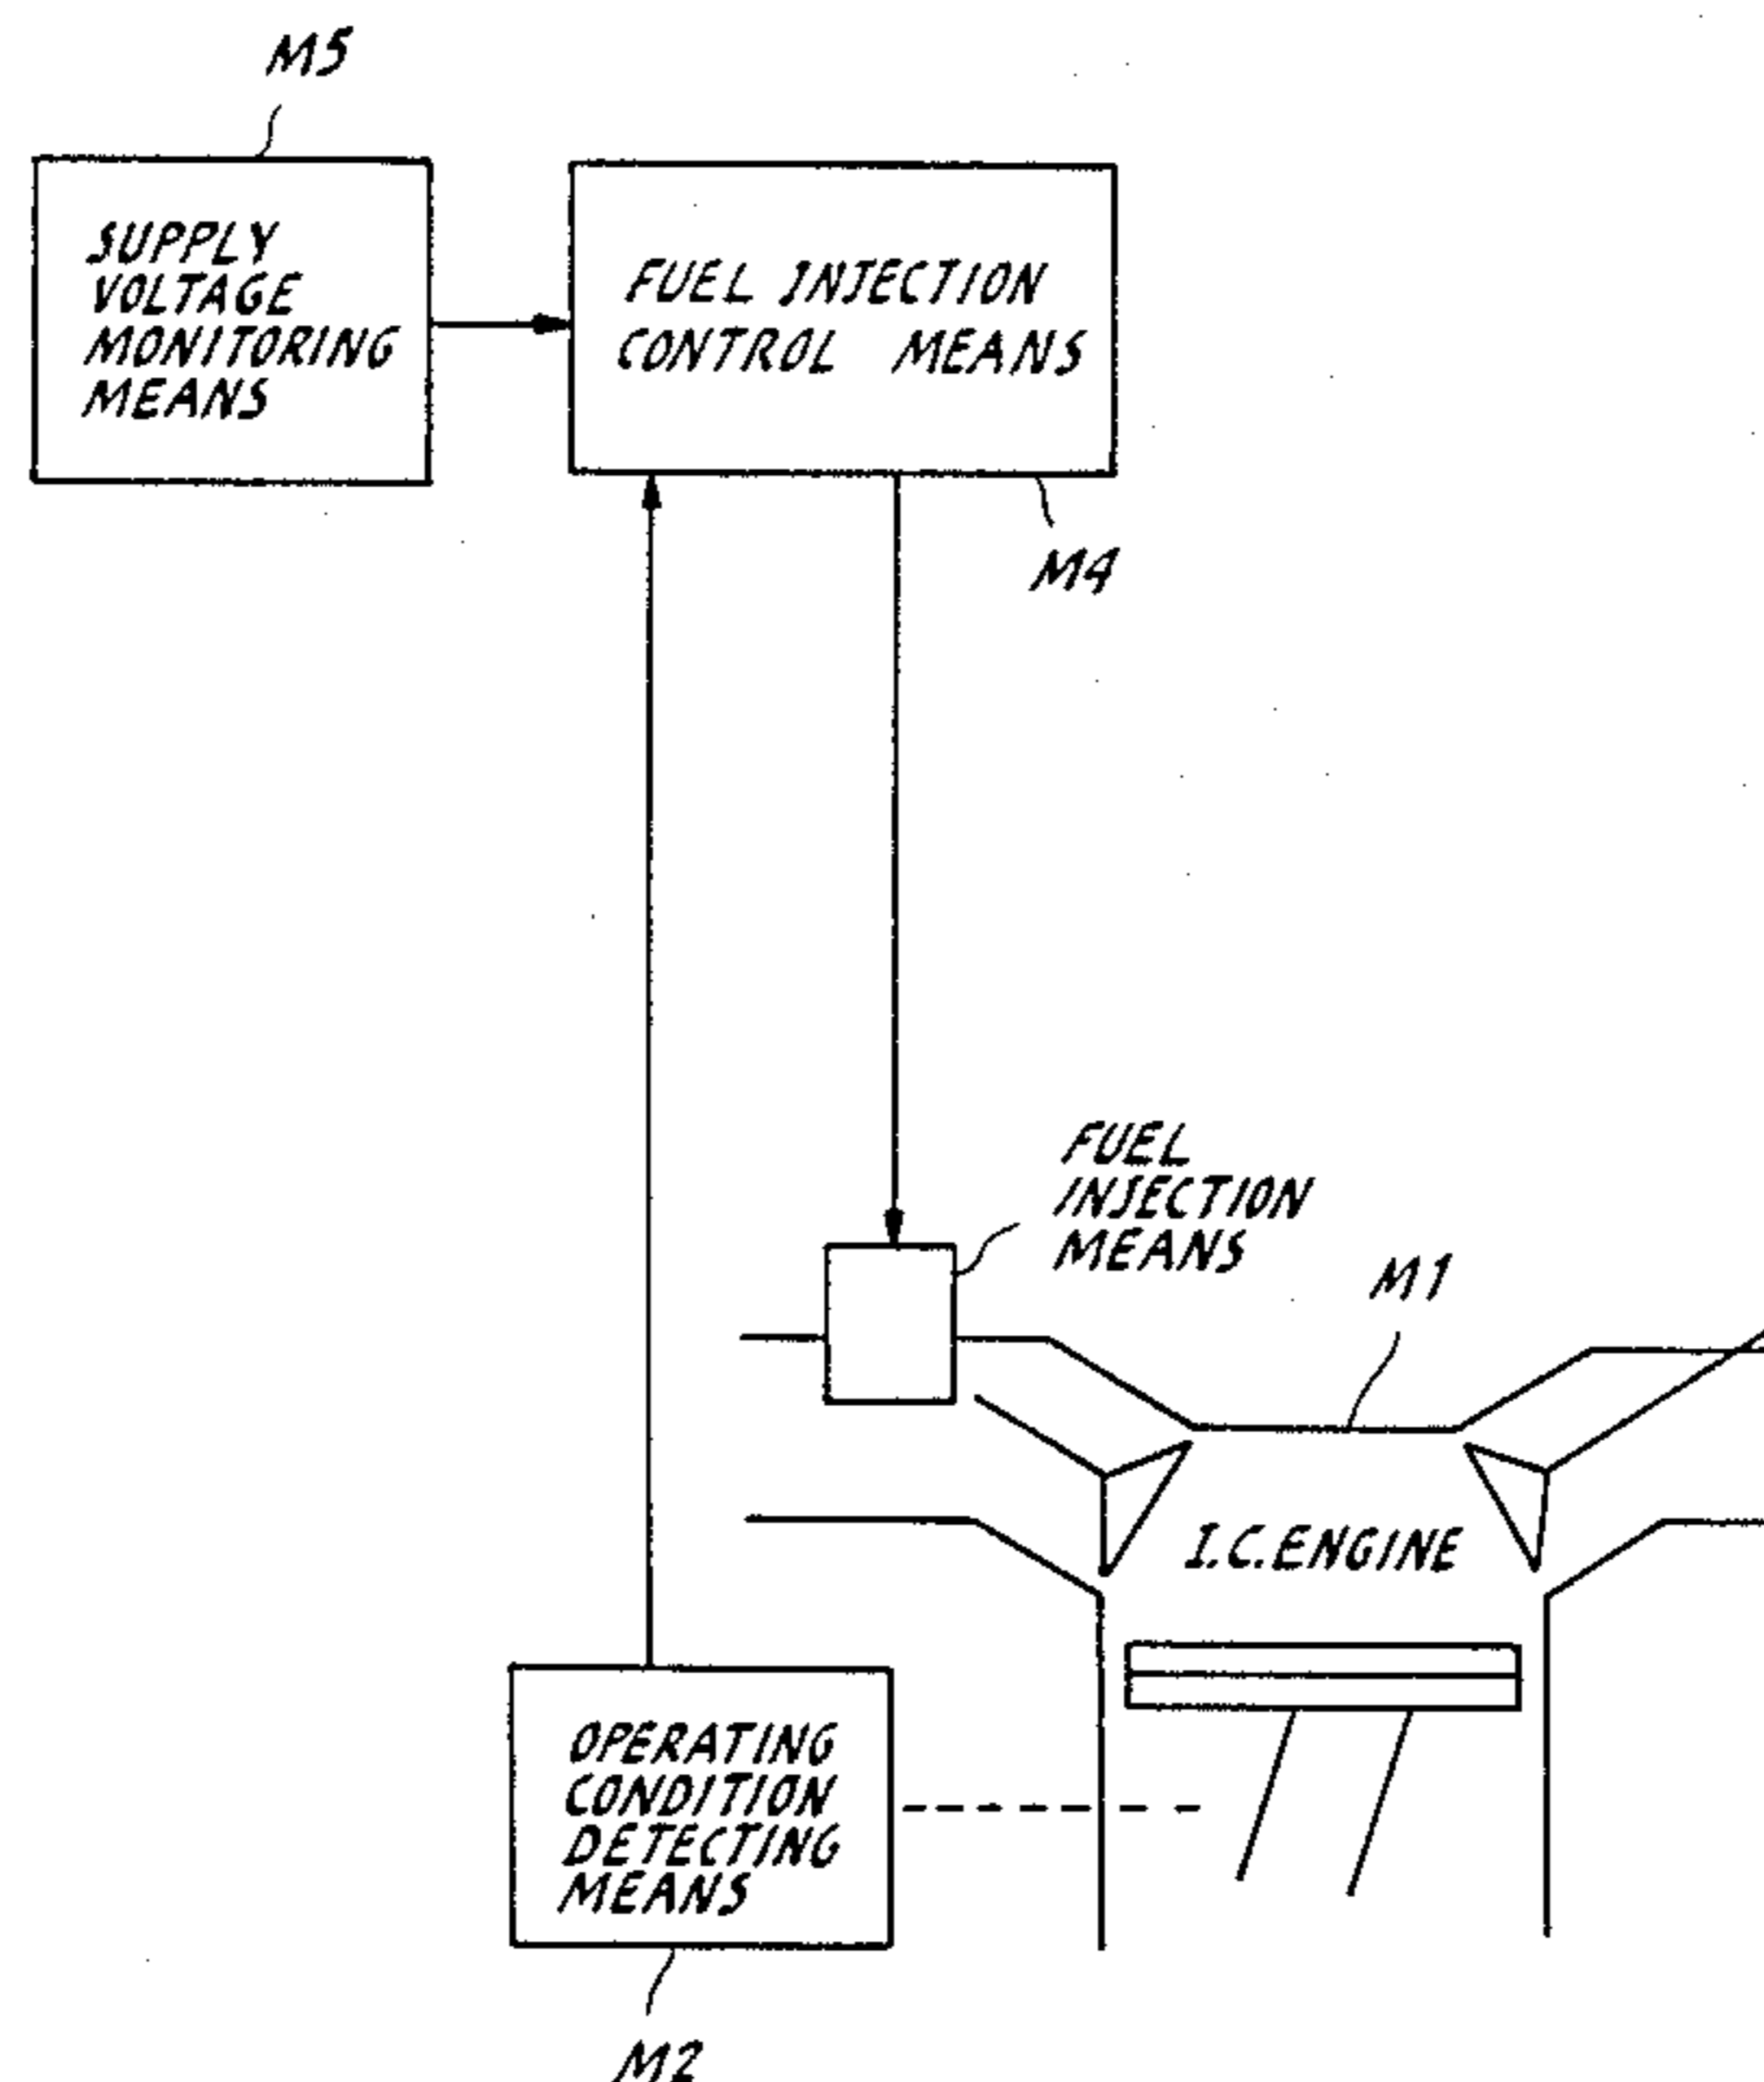 M5
SUPPLY
VOLTAGE
MONITORING
MEANS
FUEL INJECTION
CONTROL MEANS
M4
FUEL
INJECTION
MEANS
M1
I.C.ENGINE
OPERATING
CONDITION
DETECTING
MEANS
M2